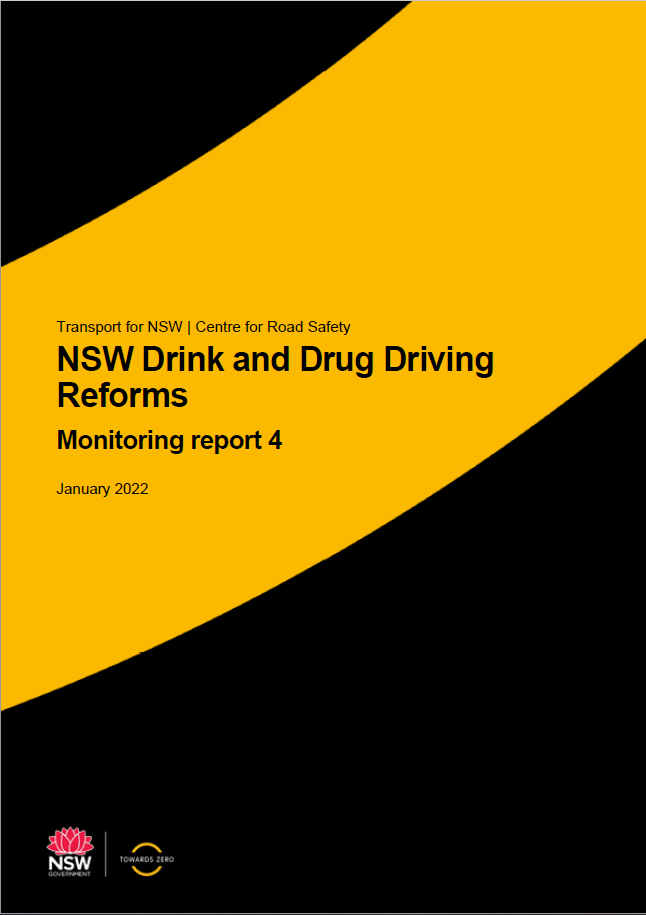 Transport for NSW | Centre for Road Safety
NSW Drink and Drug Driving
Reforms
Monitoring report 4
January 2022
NSW
GOVERNMENT
TOWARDS ZERO